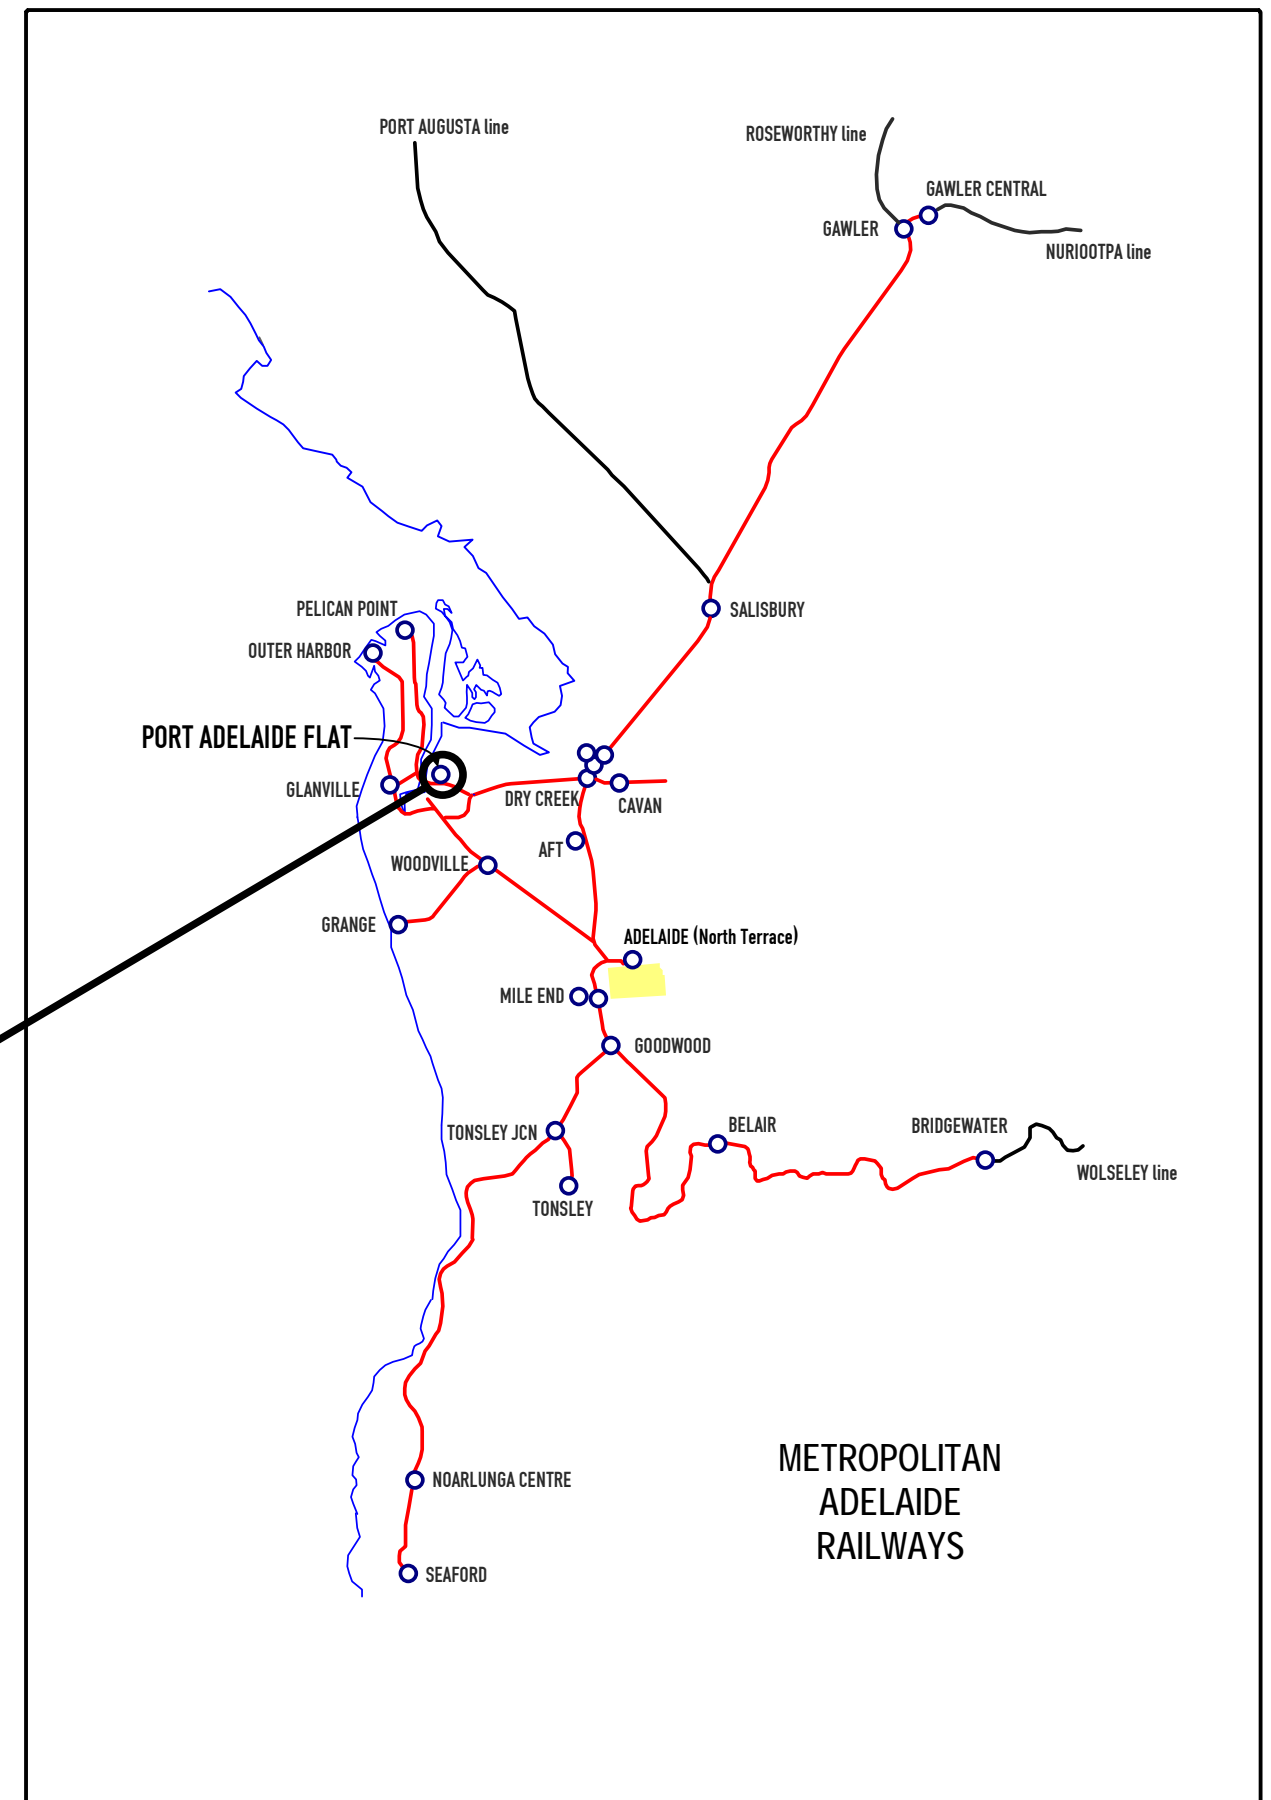 PORT AUGUSTA line
ROSEWORTHY line
GAWLER CENTRAL
GAWLER
NURIOOTPA line
PELICAN POINT
SALISBURY
OUTER HARBOR
PORT ADELAIDE FLAT
GLANVILLE
DRY CREEK
CAVAN
AFT
WOODVILLE
GRANGE
ADELAIDE (North Terrace)
MILE END
GOODWOOD
TONSLEY JCN
BELAIR
BRIDGEWATER
WOLSELEY line
TONSLEY
METROPOLITAN
ADELAIDE
RAILWAYS
NOARLUNGA CENTRE
SEAFORD